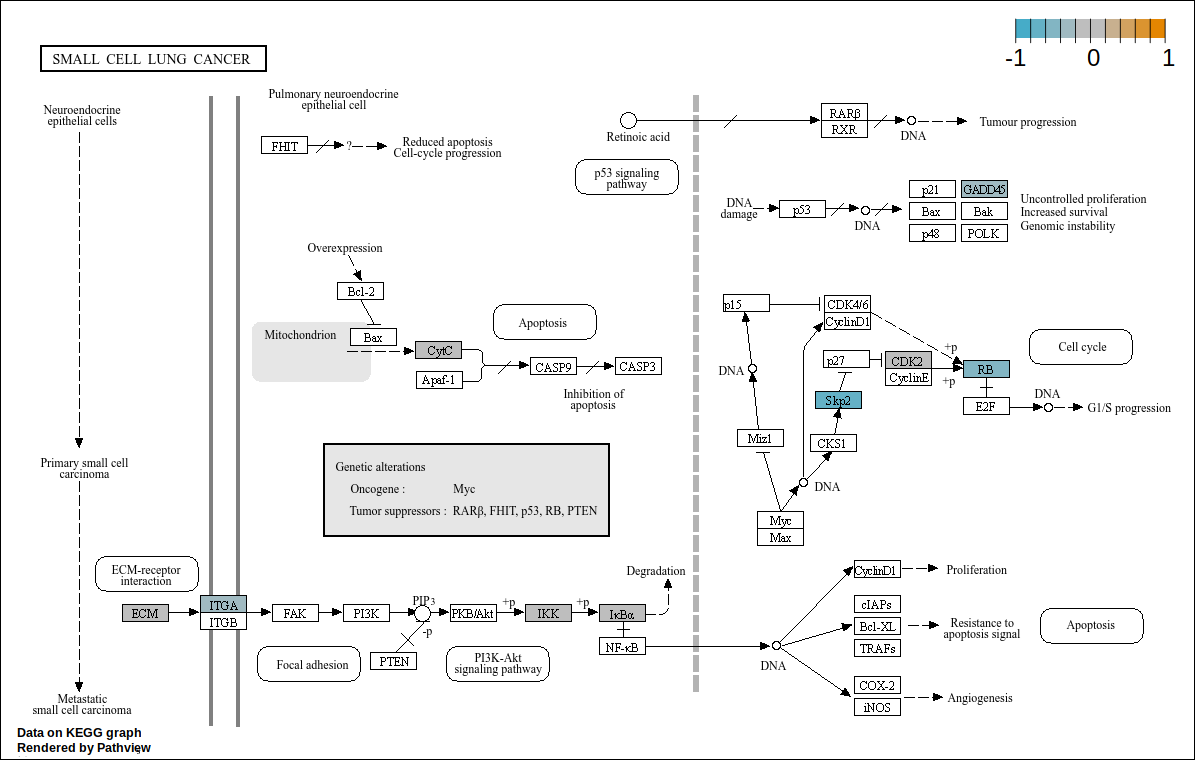 -1 0 1
SMALL CELL LUNG CANCER
Neuroendocrine
epithelial cells
Pulmonary neuroendocrine
epithelial cell
FHIT
?
Reduced apoptosis
Cell-cycle progression
Retinoic acid
RARβ
RXR
DNA
Tumour progression
p53 signaling
pathway
DNA
damage
p53
DNA
p21
GADD45
Bax
Bak
p48
POLK
Uncontrolled proliferation
Increased survival
Genomic instability
Overexpression
Bcl-2
Mitochondrion
Bax
CytC
Apaf-1
Apoptosis
CASP9
CASP3
Inhibition of
apoptosis
p15
CDK4/6
CyclinD1
p27
CDK2
CyclinE
+p
+p
RB
E2F
DNA
G1/S progression
Cell cycle
DNA
Skp2
Miz1
CKS1
DNA
Myc
Max
Primary small cell
carcinoma
Genetic alterations
Oncogene : Myc
Tumor suppressors : RARβ, FHIT, p53, RB, PTEN
ECM-receptor
interaction
ECM
ITGA
ITGB
FAK
PI3K
PIP3
-p
PTEN
PKB/Akt
+p
IKK
+p
IκBα
NF-κB
Degradation
Focal adhesion
PI3K-Akt
signaling pathway
DNA
CyclinD1
Proliferation
cIAPs
Bcl-XL
TRAFs
Resistance to
apoptosis signal
Apoptosis
COX-2
iNOS
Angiogenesis
Metastatic
small cell carcinoma
Data on KEGG graph
Rendered by Pathview